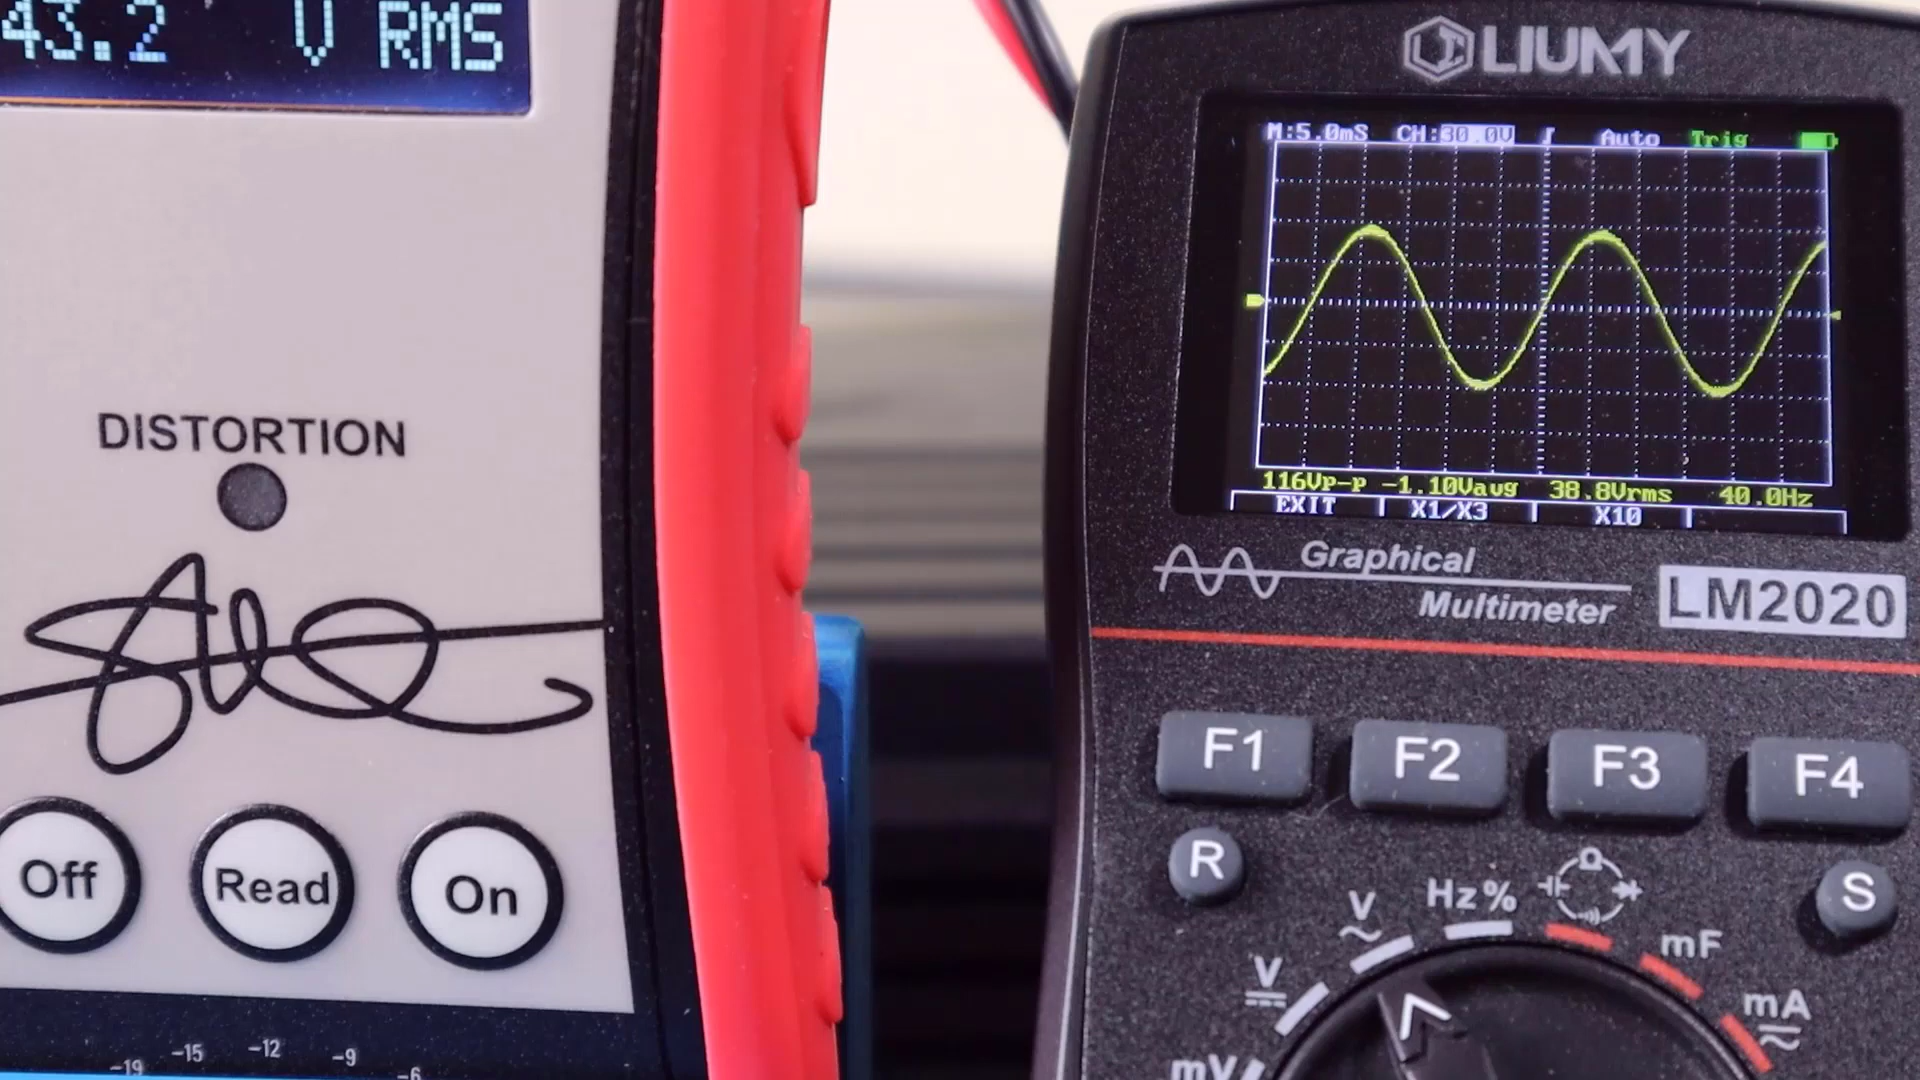 43.2 V RMS
DISTORTION
Off
Read
On
-19
-15
-12
-9
-6
LIUMY
M:5.0mS CH:30.0V Auto Trig
116Vp-p -1.10Vavg 38.8Vrms 40.0Hz
EXIT X1/X3 X10
Graphical
Multimeter
LM2020
F1
F2
F3
F4
R
S
mV
V
V
Hz%
Ω
mF
mA